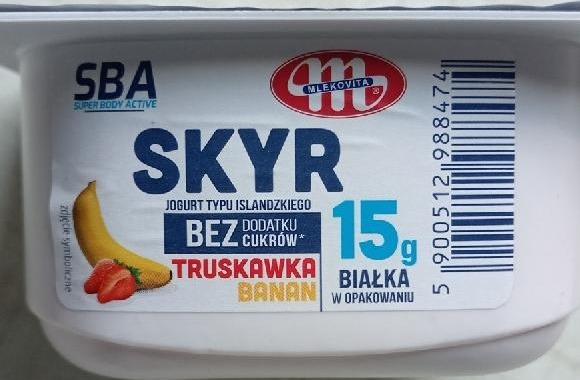 SBA
SUPER BODY ACTIVE
m
MLEKOVITA
®
SKYR
JOGURT TYPU ISLANDZKIEGO
BEZ DODATKU
CUKRÓW*
TRUSKAWKA
BANAN
15g
BIAŁKA
W OPAKOWANIU
zdjęcie symboliczne
5 900512 988474